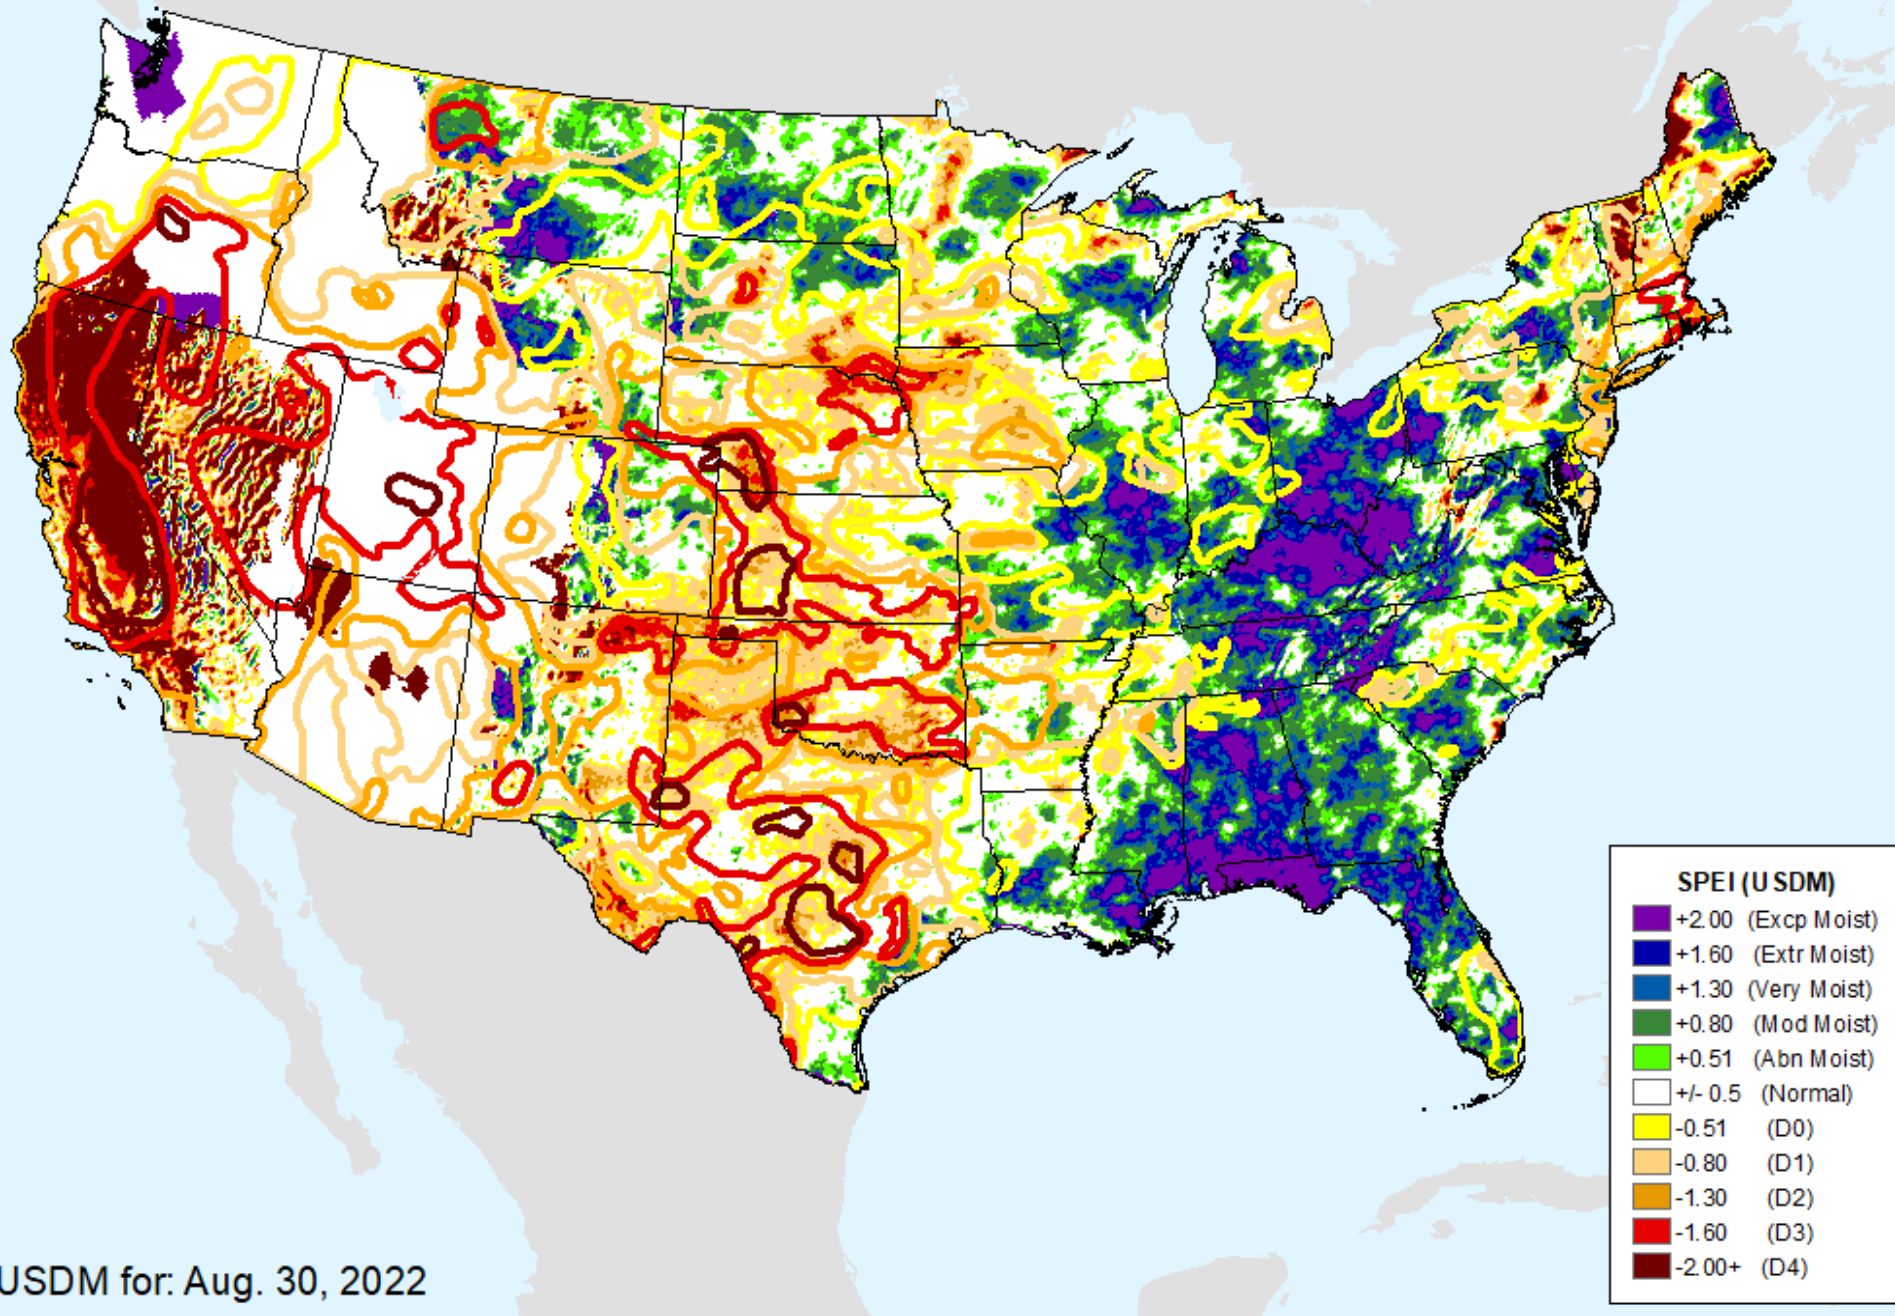 SPEI (USDM)
+2.00 (Excp Moist)
+1.60 (Extr Moist)
+1.30 (Very Moist)
+0.80 (Mod Moist)
+0.51 (Abn Moist)
+/- 0.5 (Normal)
-0.51 (D0)
-0.80 (D1)
-1.30 (D2)
-1.60 (D3)
-2.00+ (D4)
USDM for: Aug. 30, 2022